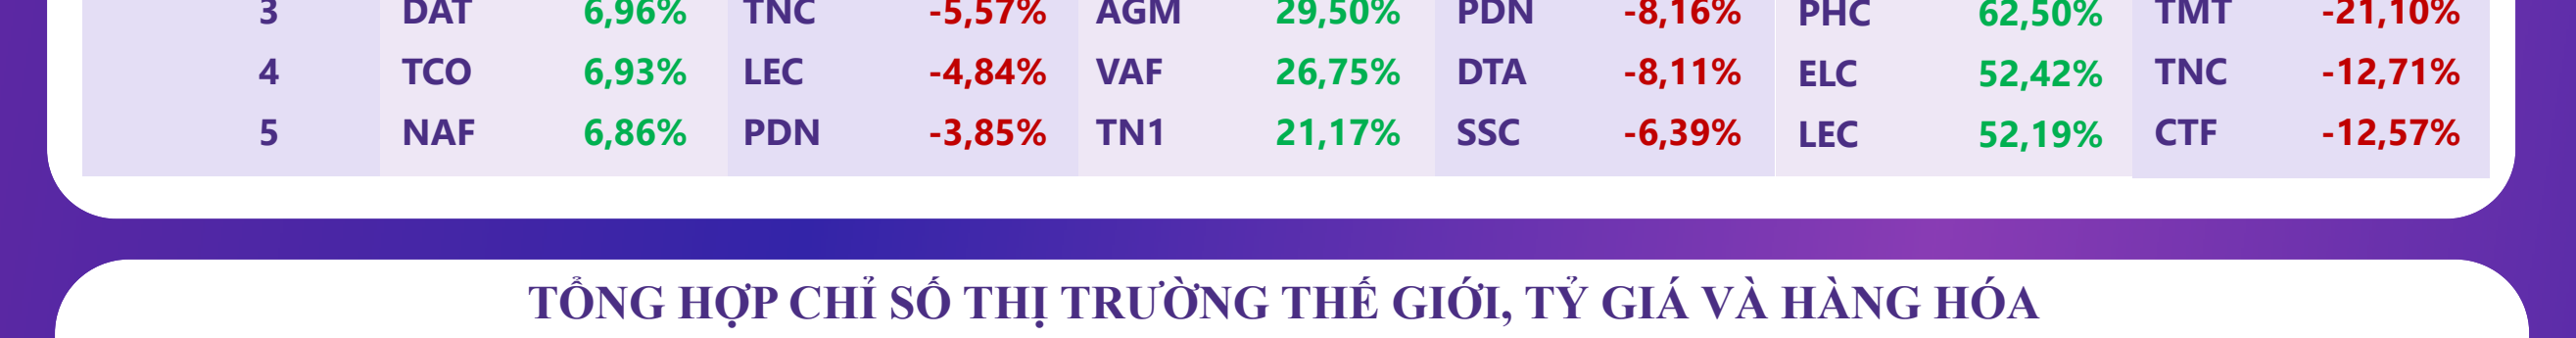 3 DAT 6,96% TNC -5,57% AGM 29,50% PDN -8,16% PHC 62,50% TMT -21,10%
4 TCO 6,93% LEC -4,84% VAF 26,75% DTA -8,11% ELC 52,42% TNC -12,71%
5 NAF 6,86% PDN -3,85% TN1 21,17% SSC -6,39% LEC 52,19% CTF -12,57%
TỔNG HỢP CHỈ SỐ THỊ TRƯỜNG THẾ GIỚI, TỶ GIÁ VÀ HÀNG HÓA